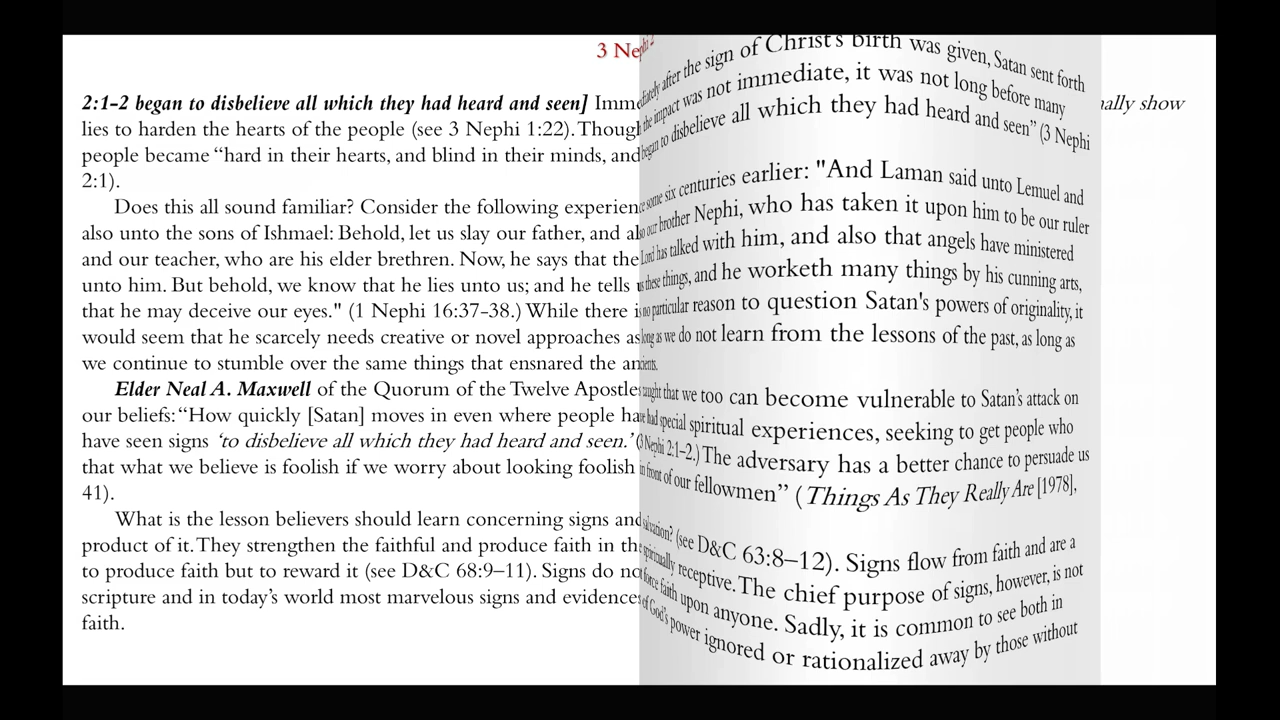 3 Nephi 2
2:1-2 began to disbelieve all which they had heard and seen] Immediately after the sign of Christ's birth was given, Satan sent forth
lies to harden the hearts of the people (see 3 Nephi 1:22). Though the impact was not immediate, it was not long before many
people became “hard in their hearts, and blind in their minds, and began to disbelieve all which they had heard and seen” (3 Nephi
2:1).
Does this all sound familiar? Consider the following experience some six centuries earlier: "And Laman said unto Lemuel and
also unto the sons of Ishmael: Behold, let us slay our father, and also our brother Nephi, who has taken it upon him to be our ruler
and our teacher, who are his elder brethren. Now, he says that the Lord has talked with him, and also that angels have ministered
unto him. But behold, we know that he lies unto us; and he tells us these things, and he worketh many things by his cunning arts,
that he may deceive our eyes." (1 Nephi 16:37-38.) While there is no particular reason to question Satan's powers of originality, it
would seem that he scarcely needs creative or novel approaches as long as we do not learn from the lessons of the past, as long as
we continue to stumble over the same things that ensnared the ancients.
Elder Neal A. Maxwell of the Quorum of the Twelve Apostles taught that we too can become vulnerable to Satan's attack on
our beliefs: “How quickly [Satan] moves in even where people have had special spiritual experiences, seeking to get people who
have seen signs ‘to disbelieve all which they had heard and seen.’ (3 Nephi 2:1–2.) The adversary has a better chance to persuade us
that what we believe is foolish if we worry about looking foolish in front of our fellowmen” (Things As They Really Are [1978],
41).
What is the lesson believers should learn concerning signs and salvation? (see D&C 63:8–12). Signs flow from faith and are a
product of it. They strengthen the faithful and produce faith in the spiritually receptive. The chief purpose of signs, however, is not
to produce faith but to reward it (see D&C 68:9–11). Signs do not force faith upon anyone. Sadly, it is common to see both in
scripture and in today's world most marvelous signs and evidences of God's power ignored or rationalized away by those without
faith.
show